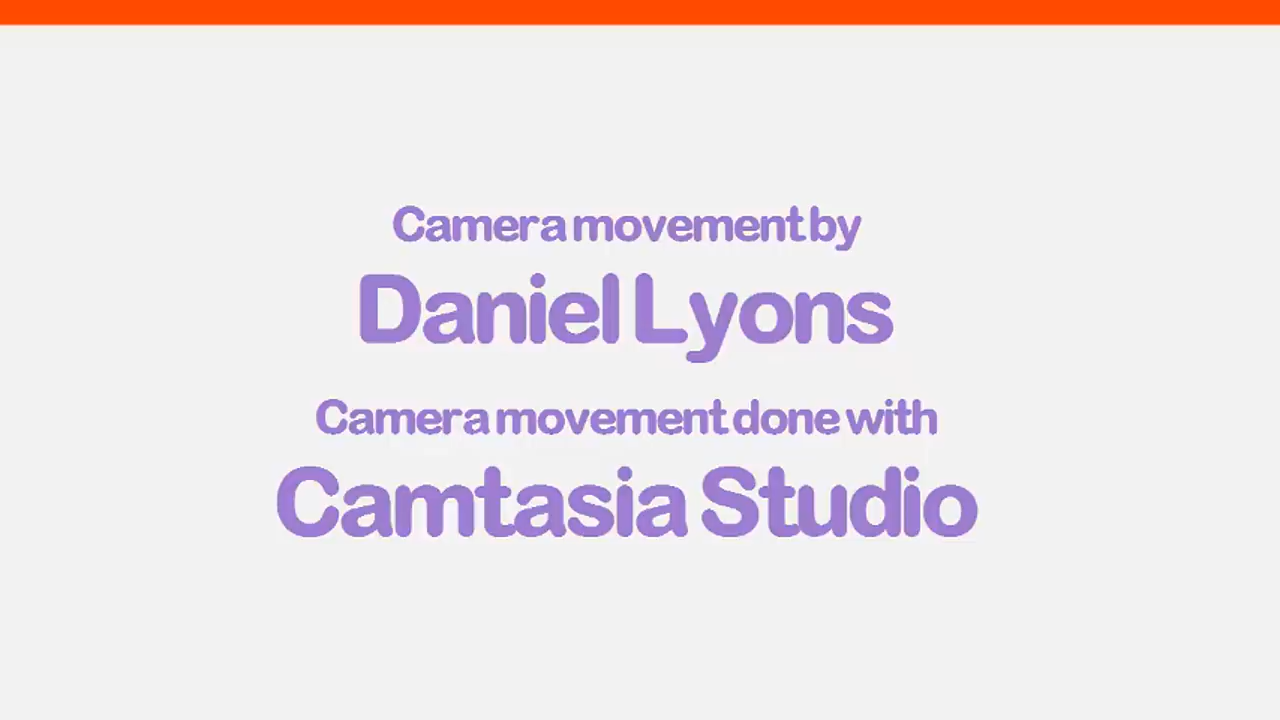 Camera movement by
Daniel Lyons
Camera movement done with
Camtasia Studio